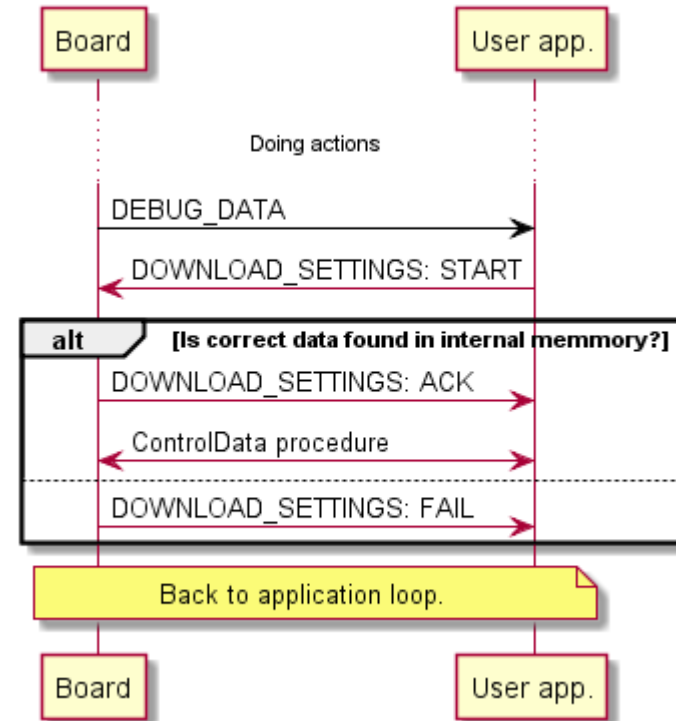 Board
User app.
Doing actions
DEBUG_DATA
DOWNLOAD_SETTINGS: START
alt
[Is correct data found in internal memmory?]
DOWNLOAD_SETTINGS: ACK
ControlData procedure
DOWNLOAD_SETTINGS: FAIL
Back to application loop.
Board
User app.